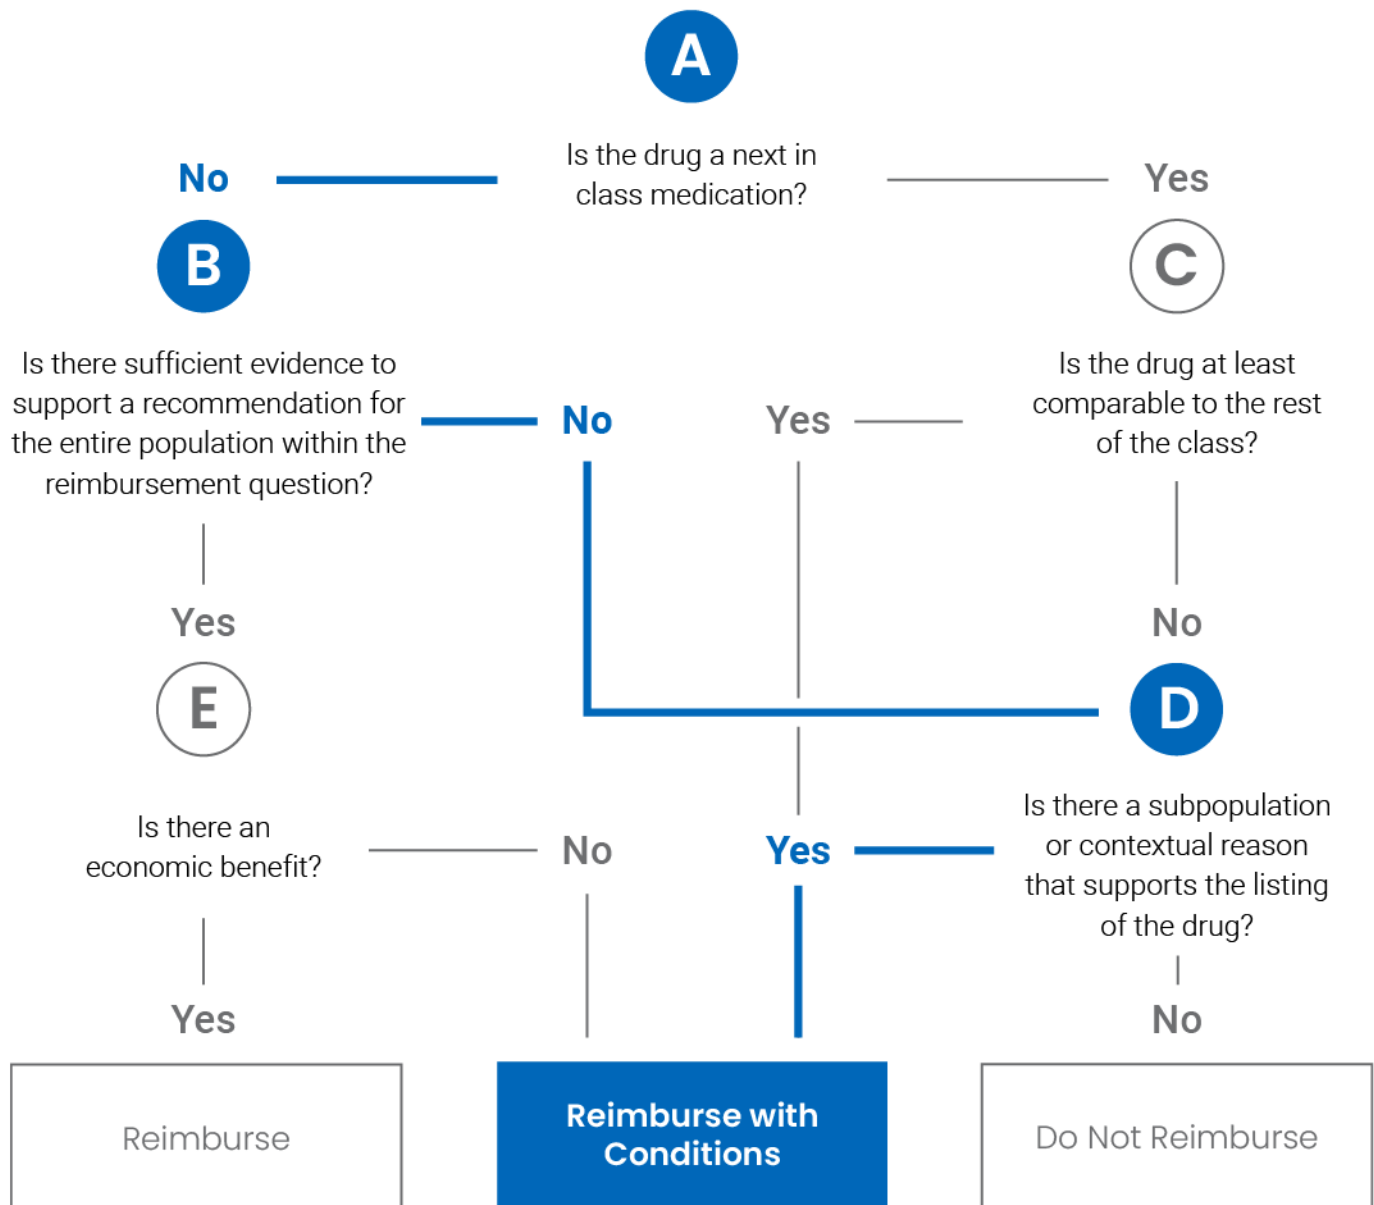 A
Is the drug a next in
class medication?
No
Yes
B
C
Is there sufficient evidence to
support a recommendation for
the entire population within the
reimbursement question?
No
Yes
Is the drug at least
comparable to the rest
of the class?
Yes
No
E
D
Is there an
economic benefit?
No
Yes
Is there a subpopulation
or contextual reason
that supports the listing
of the drug?
Yes
No
Reimburse
Reimburse with
Conditions
Do Not Reimburse